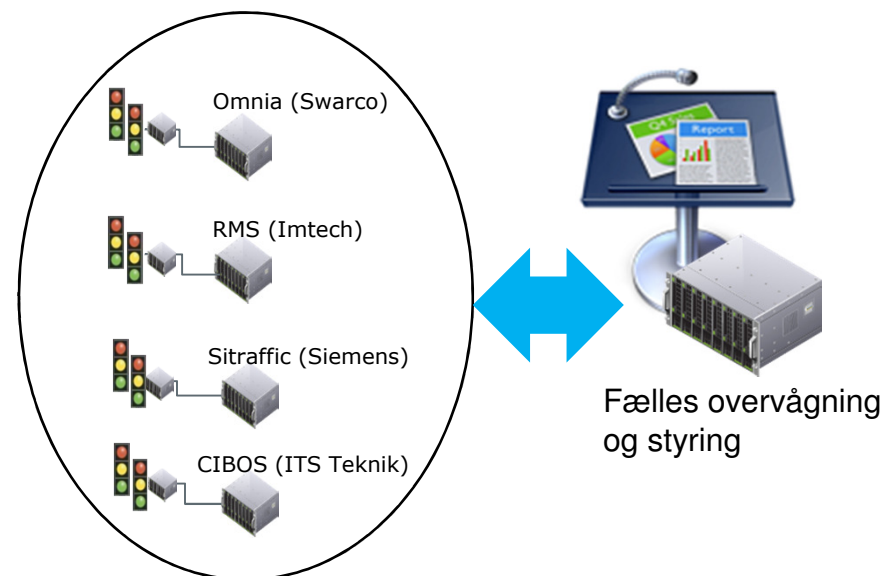 Omnia (Swarco)
RMS (Imtech)
Sitraffic (Siemens)
CIBOS (ITS Teknik)
Report
Fælles overvågning
og styring